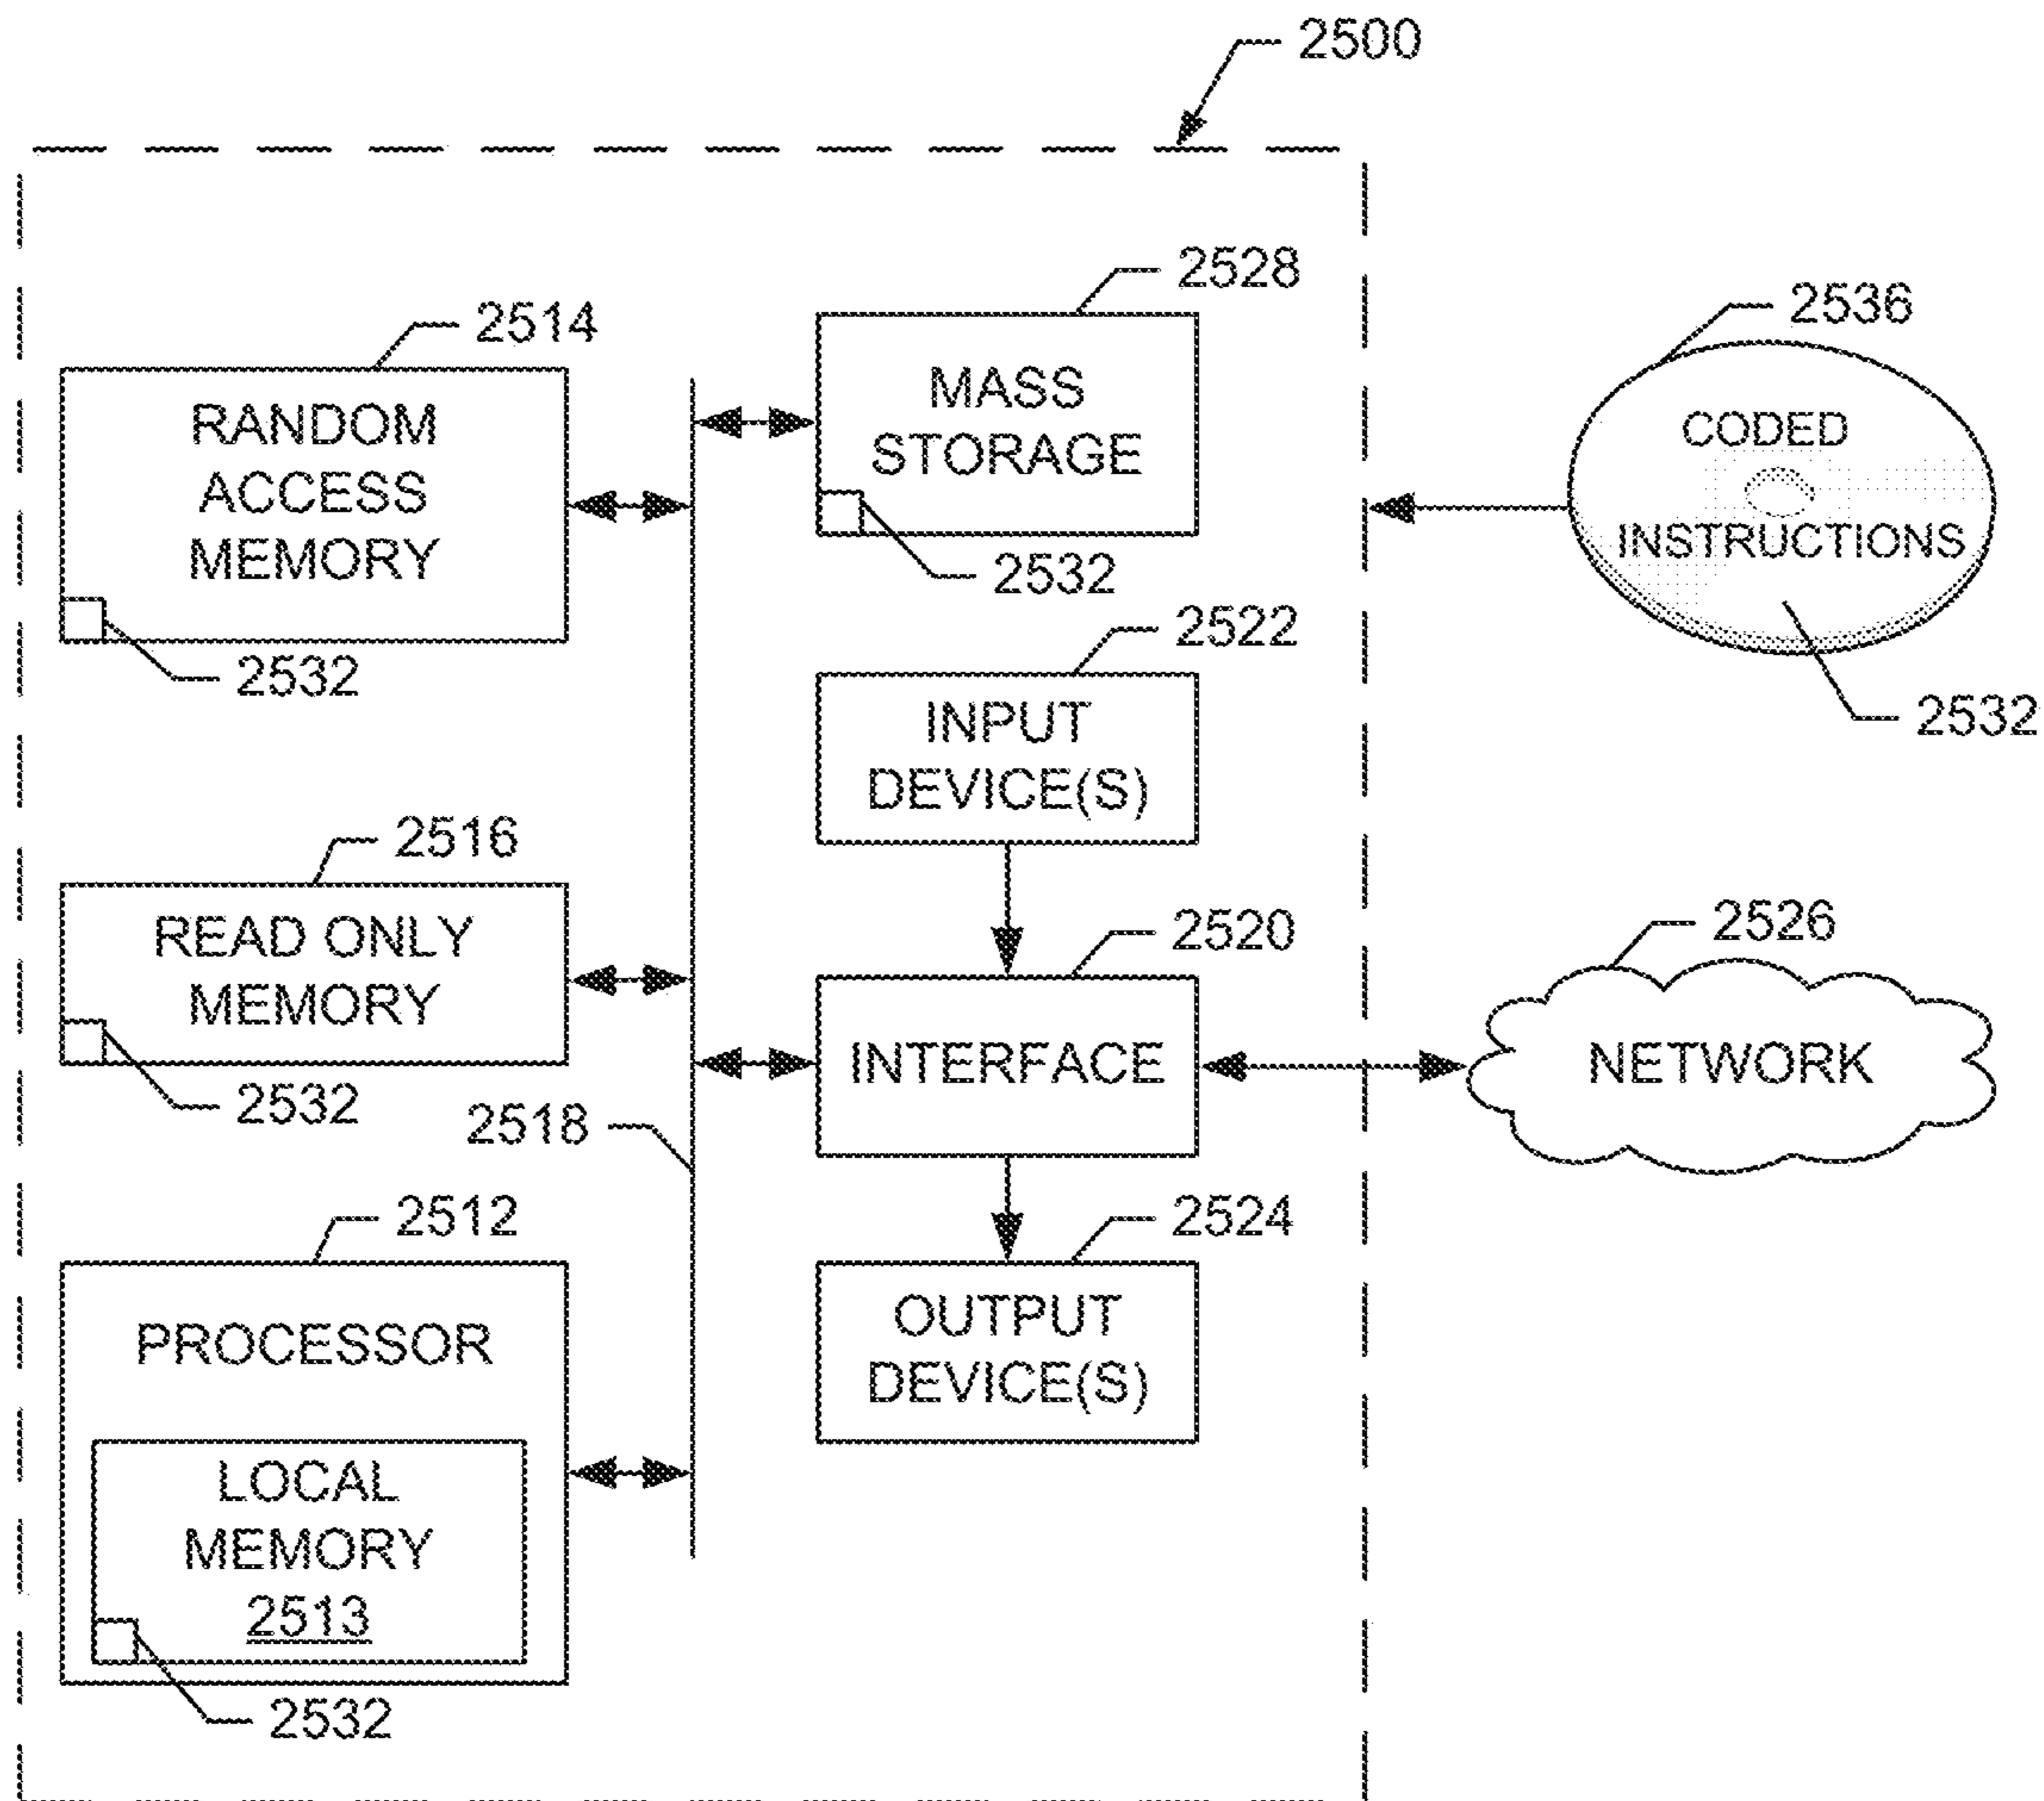 2500
2528
2514
2536
MASS
STORAGE
RANDOM
ACCESS
MEMORY
CODED
INSTRUCTIONS
2532
2532
2532
2522
INPUT
DEVICE(S)
2516
READ ONLY
MEMORY
2532
2520
2526
INTERFACE
NETWORK
2518
2512
2524
PROCESSOR
OUTPUT
DEVICE(S)
LOCAL
MEMORY
2513
2532